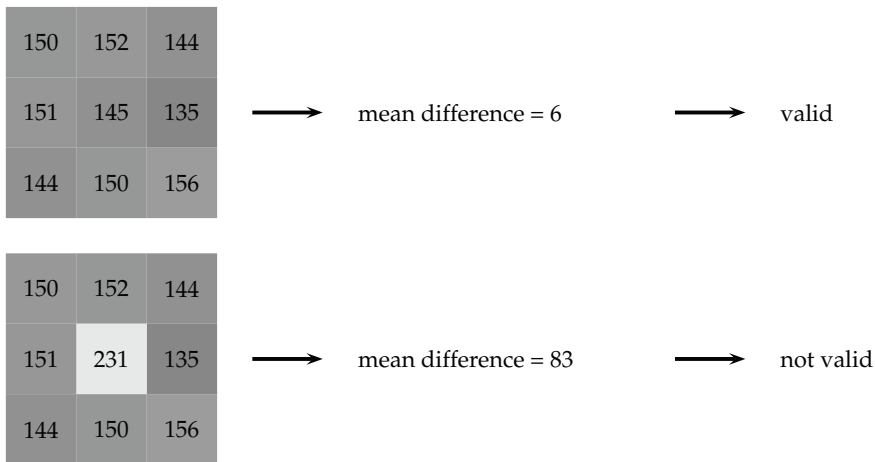 150 152 144
151 145 135 mean difference = 6 valid
144 150 156
150 152 144
151 231 135 mean difference = 83 not valid
144 150 156